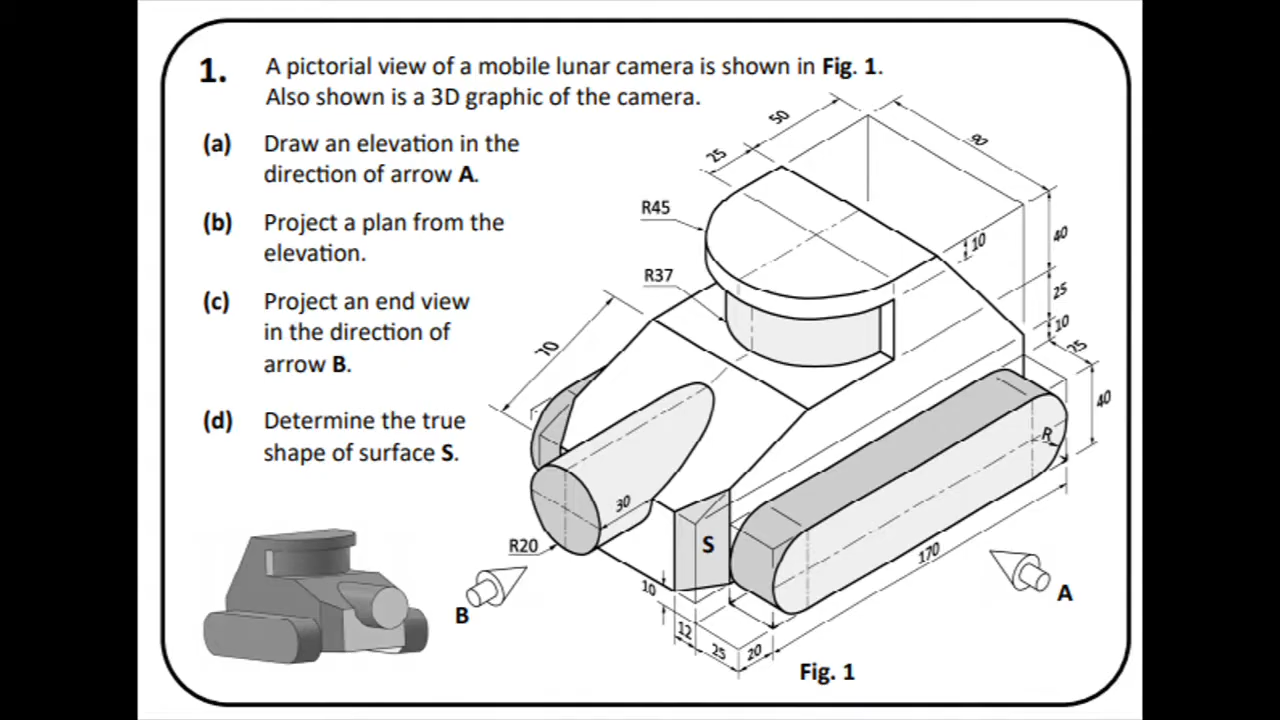 1. A pictorial view of a mobile lunar camera is shown in Fig. 1.
Also shown is a 3D graphic of the camera.
(a) Draw an elevation in the
direction of arrow A.
(b) Project a plan from the
elevation.
(c) Project an end view
in the direction of
arrow B.
(d) Determine the true
shape of surface S.
50
25
90
R45
40
10
R37
25
10
25
70
40
R
30
S
R20
170
10
B
A
12
25
20
Fig. 1